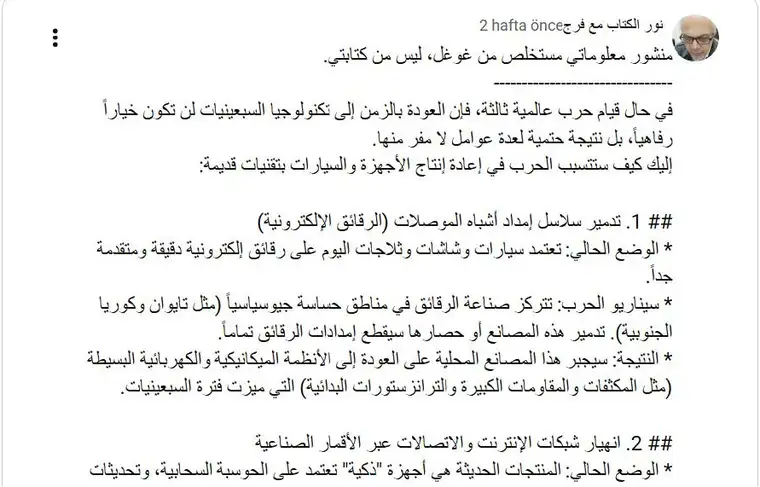 نور الكتاب مع فرج 2 hafta önce
منشور معلوماتي مستخلص من غوغل، ليس من كتابتي.
------------------------------
في حال قيام حرب عالمية ثالثة، فإن العودة بالزمن إلى تكنولوجيا السبعينيات لن تكون خياراً
رفاهياً، بل نتيجة حتمية لعدة عوامل لا مفر منها.
إليك كيف ستتسبب الحرب في إعادة إنتاج الأجهزة والسيارات بتقنيات قديمة:
## 1. تدمير سلاسل إمداد أشباه الموصلات (الرقائق الإلكترونية)
* الوضع الحالي: تعتمد سيارات وشاشات وثلاجات اليوم على رقائق إلكترونية دقيقة ومتقدمة
جداً.
* سيناريو الحرب: تتركز صناعة الرقائق في مناطق حساسة جيوسياسياً (مثل تايوان وكوريا
الجنوبية). تدمير هذه المصانع أو حصارها سيقطع إمدادات الرقائق تماماً.
* النتيجة: سيجبر هذا المصانع المحلية على العودة إلى الأنظمة الميكانيكية والكهربائية البسيطة
(مثل المكثفات والمقاومات الكبيرة والترانزستورات البدائية) التي ميزت فترة السبعينيات.
## 2. انهيار شبكات الإنترنت والاتصالات عبر الأقمار الصناعية
* الوضع الحالي: المنتجات الحديثة هي أجهزة "ذكية" تعتمد على الحوسبة السحابية، وتحديثات